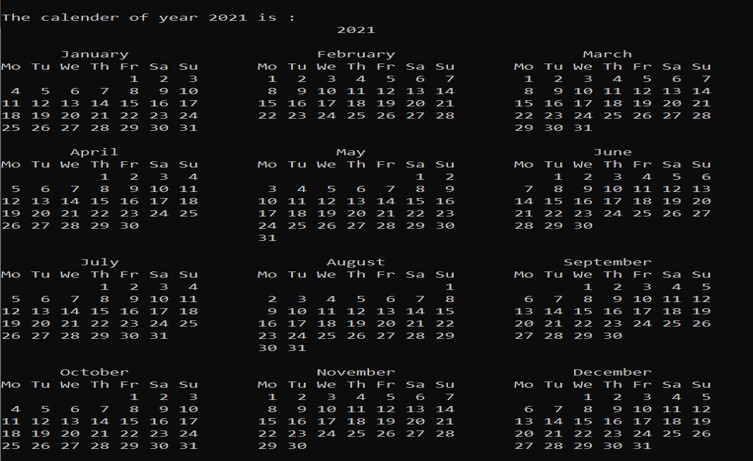 The calender of year 2021 is :
                                  2021

      January                   February                   March
Mo Tu We Th Fr Sa Su      Mo Tu We Th Fr Sa Su      Mo Tu We Th Fr Sa Su
             1  2  3       1  2  3  4  5  6  7       1  2  3  4  5  6  7
 4  5  6  7  8  9 10       8  9 10 11 12 13 14       8  9 10 11 12 13 14
11 12 13 14 15 16 17      15 16 17 18 19 20 21      15 16 17 18 19 20 21
18 19 20 21 22 23 24      22 23 24 25 26 27 28      22 23 24 25 26 27 28
25 26 27 28 29 30 31                                29 30 31

       April                      May                       June
Mo Tu We Th Fr Sa Su      Mo Tu We Th Fr Sa Su      Mo Tu We Th Fr Sa Su
          1  2  3  4                      1  2          1  2  3  4  5  6
 5  6  7  8  9 10 11       3  4  5  6  7  8  9       7  8  9 10 11 12 13
12 13 14 15 16 17 18      10 11 12 13 14 15 16      14 15 16 17 18 19 20
19 20 21 22 23 24 25      17 18 19 20 21 22 23      21 22 23 24 25 26 27
26 27 28 29 30            24 25 26 27 28 29 30      28 29 30
                          31

        July                     August                  September
Mo Tu We Th Fr Sa Su      Mo Tu We Th Fr Sa Su      Mo Tu We Th Fr Sa Su
          1  2  3  4                         1             1  2  3  4  5
 5  6  7  8  9 10 11       2  3  4  5  6  7  8       6  7  8  9 10 11 12
12 13 14 15 16 17 18       9 10 11 12 13 14 15      13 14 15 16 17 18 19
19 20 21 22 23 24 25      16 17 18 19 20 21 22      20 21 22 23 24 25 26
26 27 28 29 30 31         23 24 25 26 27 28 29      27 28 29 30
                          30 31

      October                   November                  December
Mo Tu We Th Fr Sa Su      Mo Tu We Th Fr Sa Su      Mo Tu We Th Fr Sa Su
             1  2  3       1  2  3  4  5  6  7             1  2  3  4  5
 4  5  6  7  8  9 10       8  9 10 11 12 13 14       6  7  8  9 10 11 12
11 12 13 14 15 16 17      15 16 17 18 19 20 21      13 14 15 16 17 18 19
18 19 20 21 22 23 24      22 23 24 25 26 27 28      20 21 22 23 24 25 26
25 26 27 28 29 30 31      29 30                     27 28 29 30 31